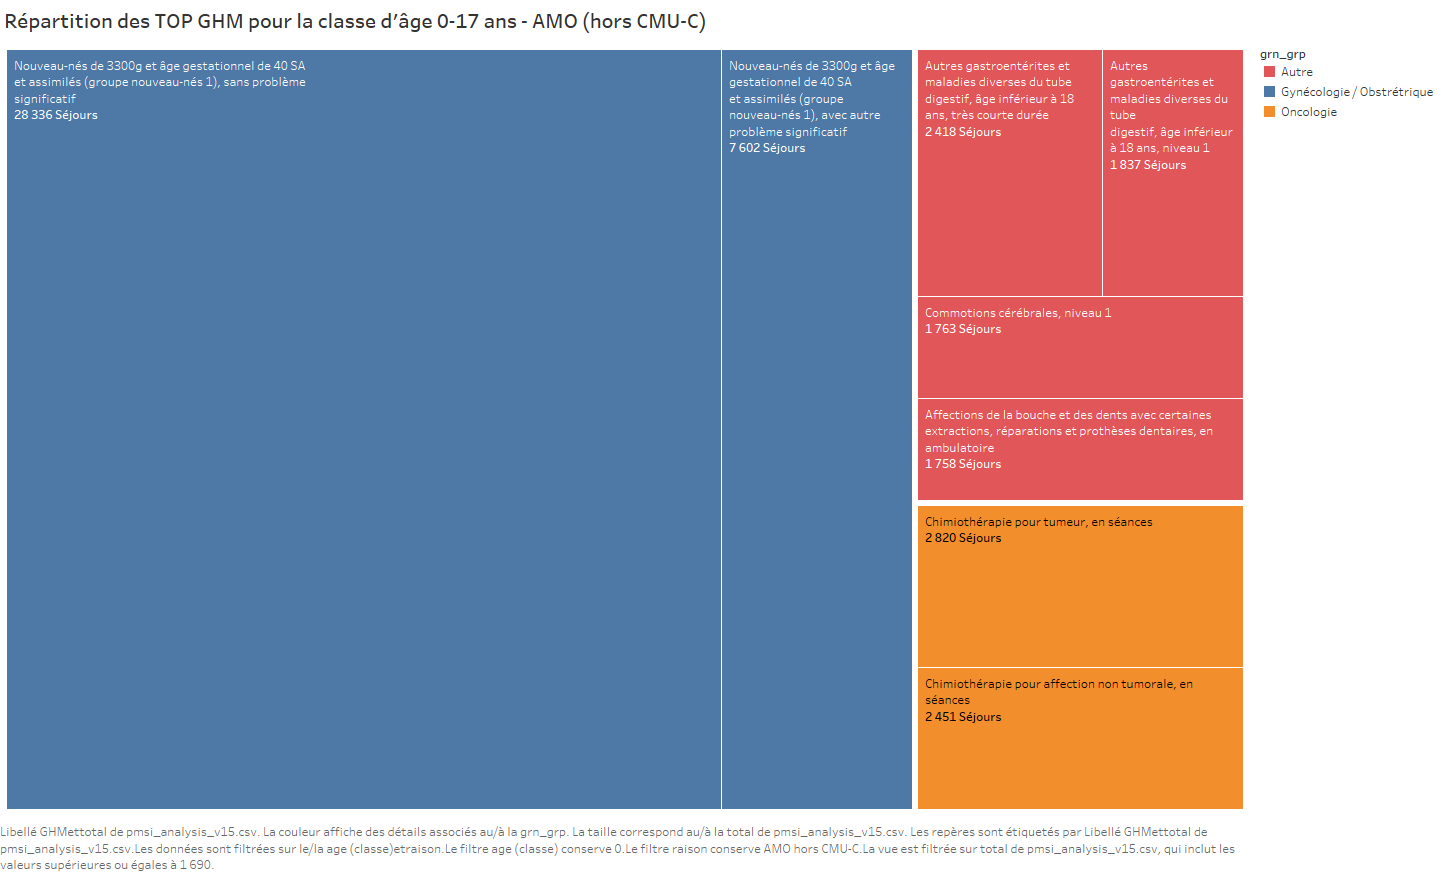 Répartition des TOP GHM pour la classe d’âge 0-17 ans - AMO (hors CMU-C)
Nouveau-nés de 3300g et âge gestationnel de 40 SA
et assimilés (groupe nouveau-nés 1), sans problème
significatif
28 336 Séjours
Nouveau-nés de 3300g et âge
gestationnel de 40 SA
et assimilés (groupe
nouveau-nés 1), avec autre
problème significatif
7 602 Séjours
Autres gastroentérites et
maladies diverses du tube
digestif, âge inférieur à 18
ans, très courte durée
2 418 Séjours
Autres
gastroentérites et
maladies diverses du
tube
digestif, âge inférieur
à 18 ans, niveau 1
1 837 Séjours
Commotions cérébrales, niveau 1
1 763 Séjours
Affections de la bouche et des dents avec certaines
extractions, réparations et prothèses dentaires, en
ambulatoire
1 758 Séjours
Chimiothérapie pour tumeur, en séances
2 820 Séjours
Chimiothérapie pour affection non tumorale, en
séances
2 451 Séjours
grn_grp
Autre
Gynécologie / Obstrétrique
Oncologie
Libellé GHMettotal de pmsi_analysis_v15.csv. La couleur affiche des détails associés au/à la grn_grp. La taille correspond au/à la total de pmsi_analysis_v15.csv. Les repères sont étiquetés par Libellé GHMettotal de
pmsi_analysis_v15.csv.Les données sont filtrées sur le/la age (classe)etraison.Le filtre age (classe) conserve 0.Le filtre raison conserve AMO hors CMU-C.La vue est filtrée sur total de pmsi_analysis_v15.csv, qui inclut les
valeurs supérieures ou égales à 1 690.